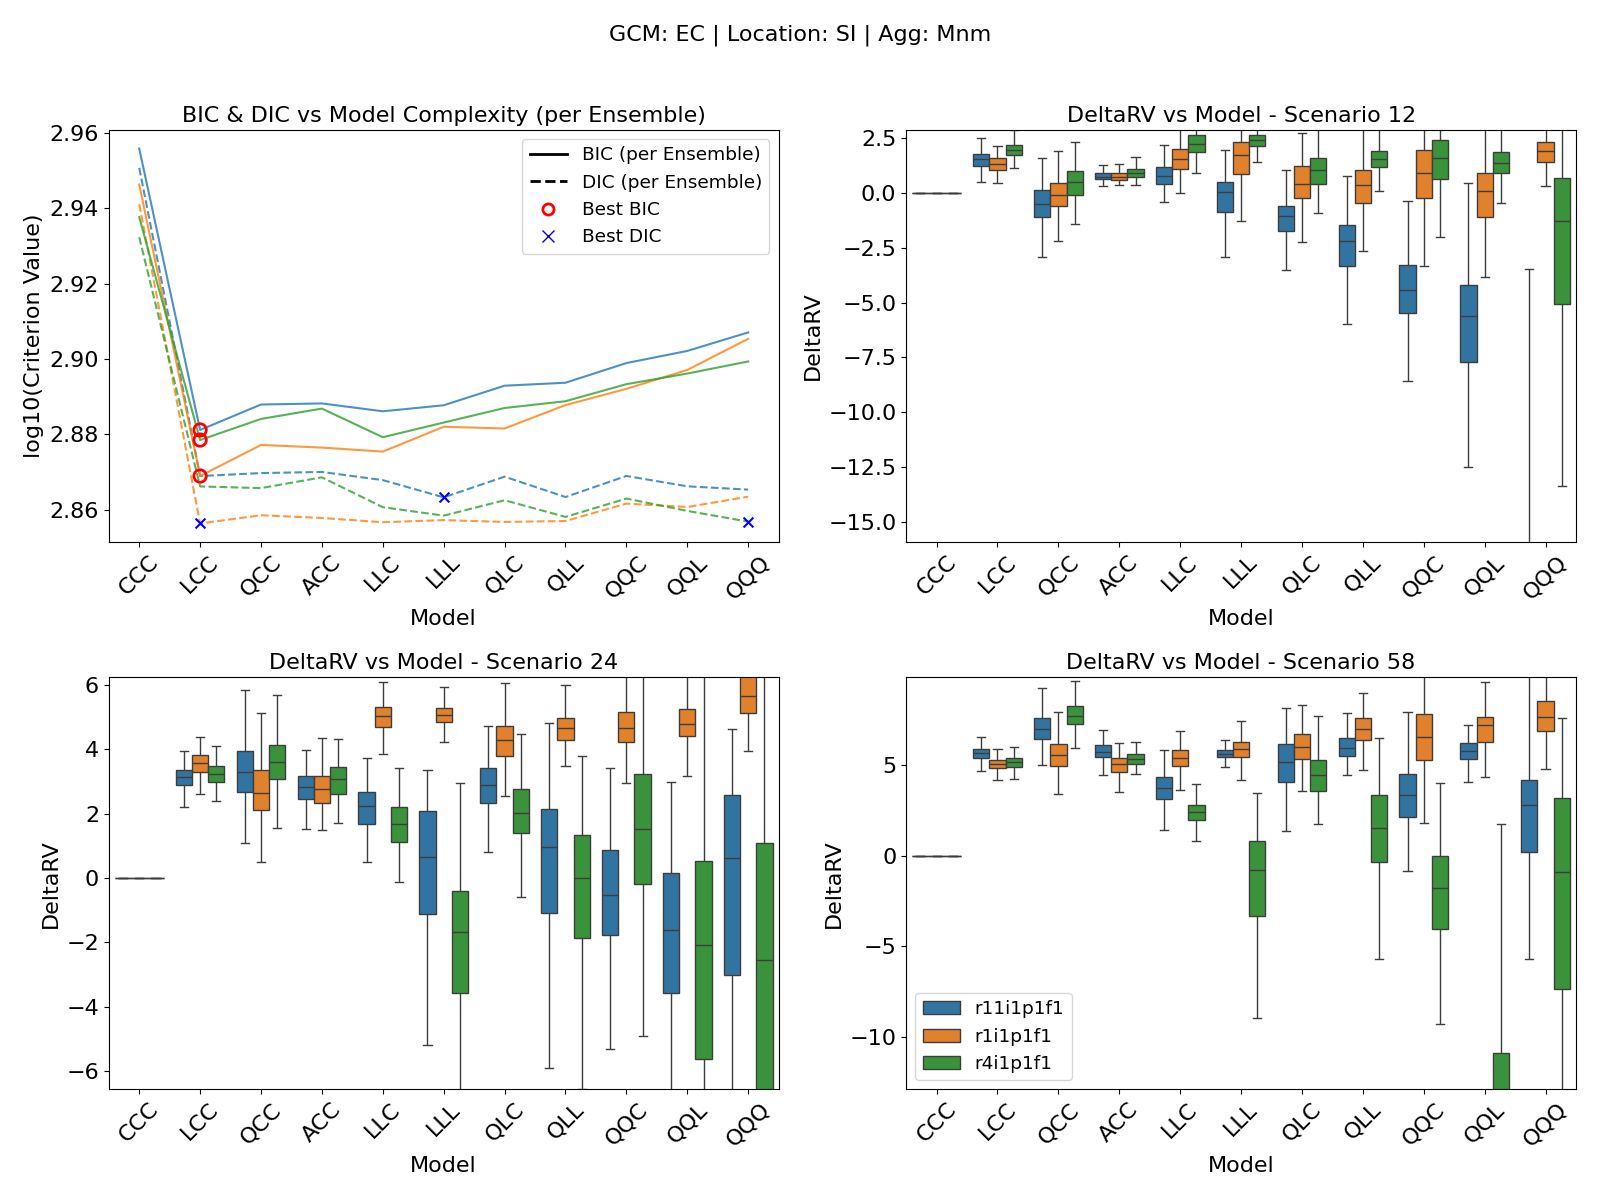 GCM: EC | Location: SI | Agg: Mnm
BIC & DIC vs Model Complexity (per Ensemble)
log10(Criterion Value)
2.96
2.94
2.92
2.90
2.88
2.86
BIC (per Ensemble)
DIC (per Ensemble)
Best BIC
Best DIC
CCC LCC QCC ACC LLC LLL QLC QLL QQC QQL QQQ
Model
DeltaRV vs Model - Scenario 12
DeltaRV
2.5
0.0
−2.5
−5.0
−7.5
−10.0
−12.5
−15.0
CCC LCC QCC ACC LLC LLL QLC QLL QQC QQL QQQ
Model
DeltaRV vs Model - Scenario 24
DeltaRV
6
4
2
0
−2
−4
−6
CCC LCC QCC ACC LLC LLL QLC QLL QQC QQL QQQ
Model
DeltaRV vs Model - Scenario 58
DeltaRV
5
0
−5
−10
r11i1p1f1
r1i1p1f1
r4i1p1f1
CCC LCC QCC ACC LLC LLL QLC QLL QQC QQL QQQ
Model